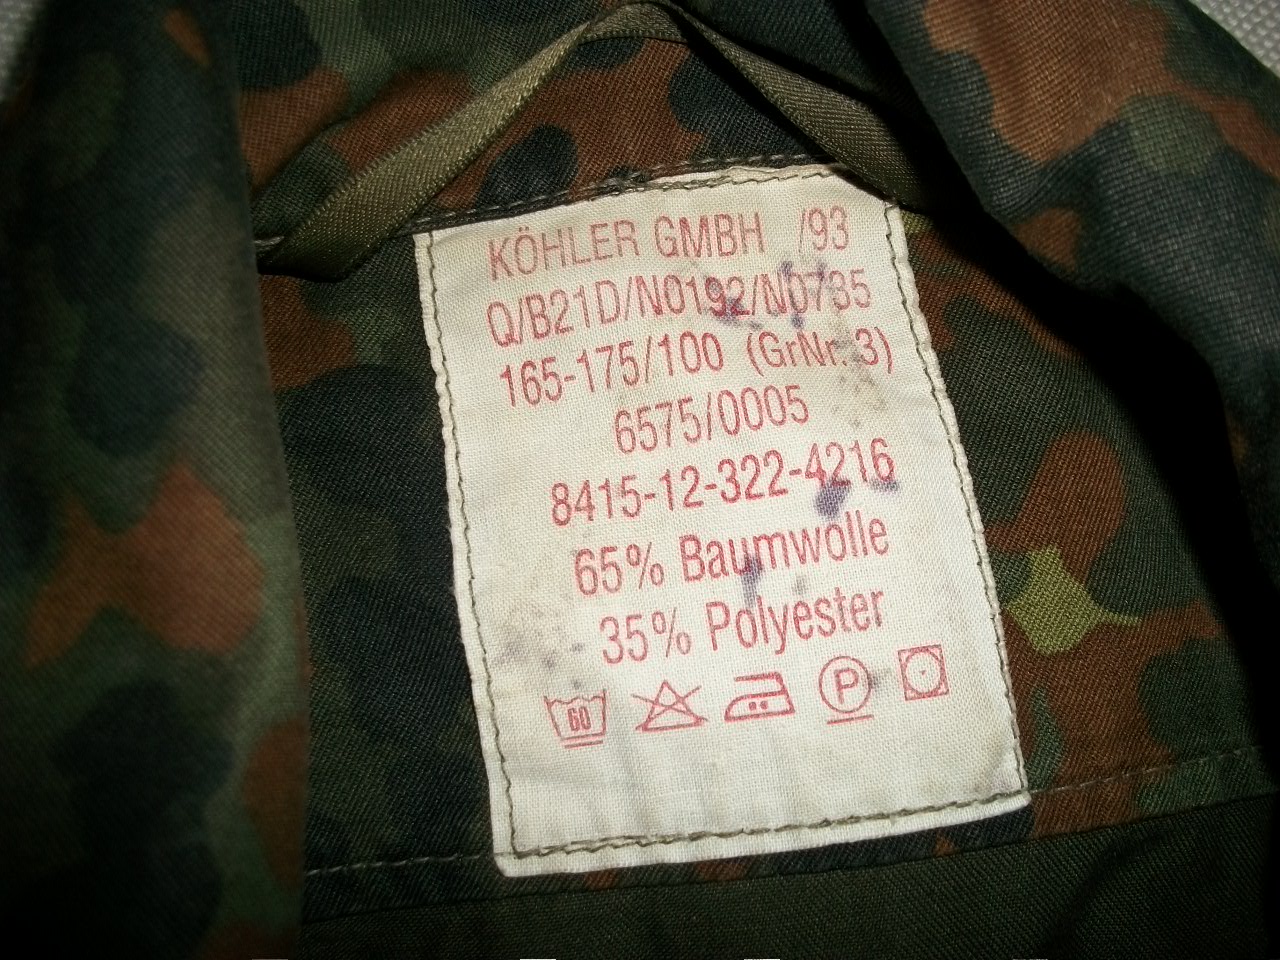 KÖHLER GMBH /93
Q/B21D/N0192/N0735
165-175/100 (GrNr. 3)
6575/0005
8415-12-322-4216
65% Baumwolle
35% Polyester
60 P